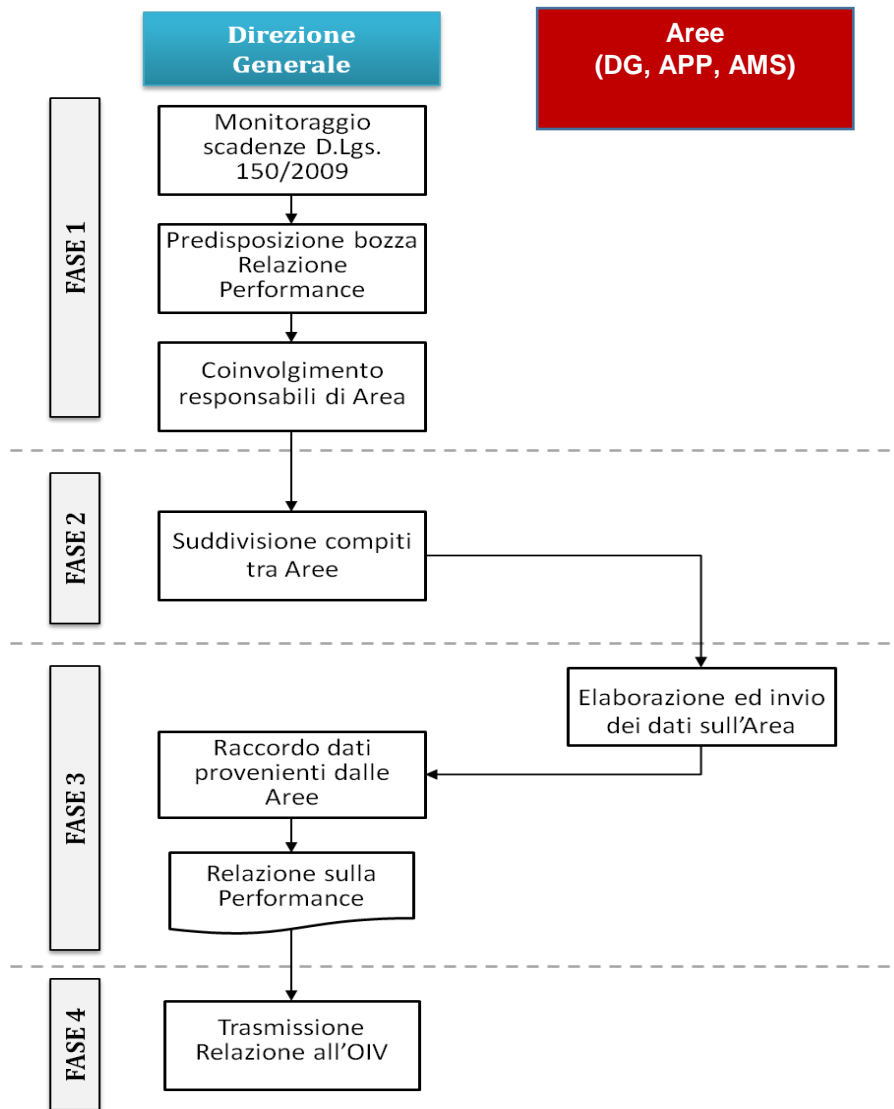 Direzione
Generale
Aree
(DG, APP, AMS)
FASE 1
Monitoraggio
scadenze D.Lgs.
150/2009
Predisposizione bozza
Relazione
Performance
Coinvolgimento
responsabili di Area
FASE 2
Suddivisione compiti
tra Aree
FASE 3
Elaborazione ed invio
dei dati sull’Area
Raccordo dati
provenienti dalle
Aree
Relazione sulla
Performance
FASE 4
Trasmissione
Relazione all’OIV